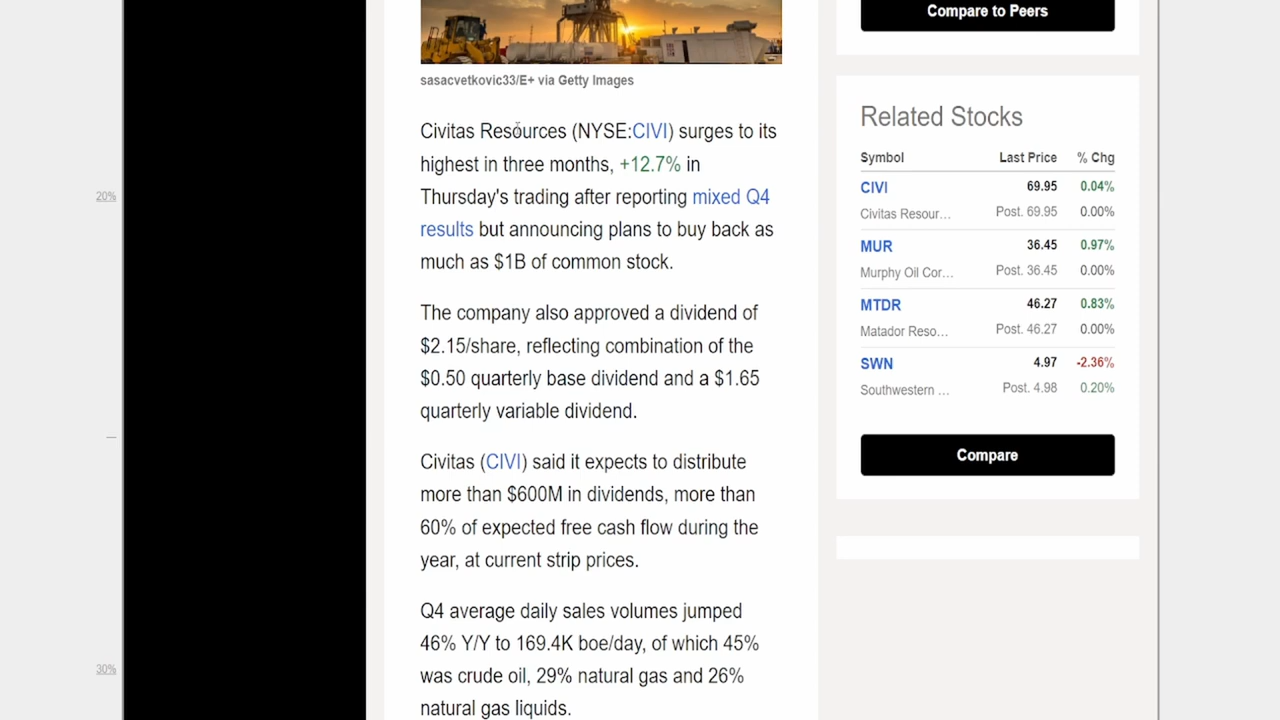 Compare to Peers
sasacvetkovic33/E+ via Getty Images
Civitas Resources (NYSE:CIVI) surges to its
highest in three months, +12.7% in
Thursday's trading after reporting mixed Q4
results but announcing plans to buy back as
much as $1B of common stock.
The company also approved a dividend of
$2.15/share, reflecting combination of the
$0.50 quarterly base dividend and a $1.65
quarterly variable dividend.
Civitas (CIVI) said it expects to distribute
more than $600M in dividends, more than
60% of expected free cash flow during the
year, at current strip prices.
Q4 average daily sales volumes jumped
46% Y/Y to 169.4K boe/day, of which 45%
was crude oil, 29% natural gas and 26%
natural gas liquids.
Related Stocks
Symbol Last Price % Chg
CIVI 69.95 0.04%
Civitas Resour… Post. 69.95 0.00%
MUR 36.45 0.97%
Murphy Oil Cor… Post. 36.45 0.00%
MTDR 46.27 0.83%
Matador Reso… Post. 46.27 0.00%
SWN 4.97 -2.36%
Southwestern … Post. 4.98 0.20%
Compare
20%
30%